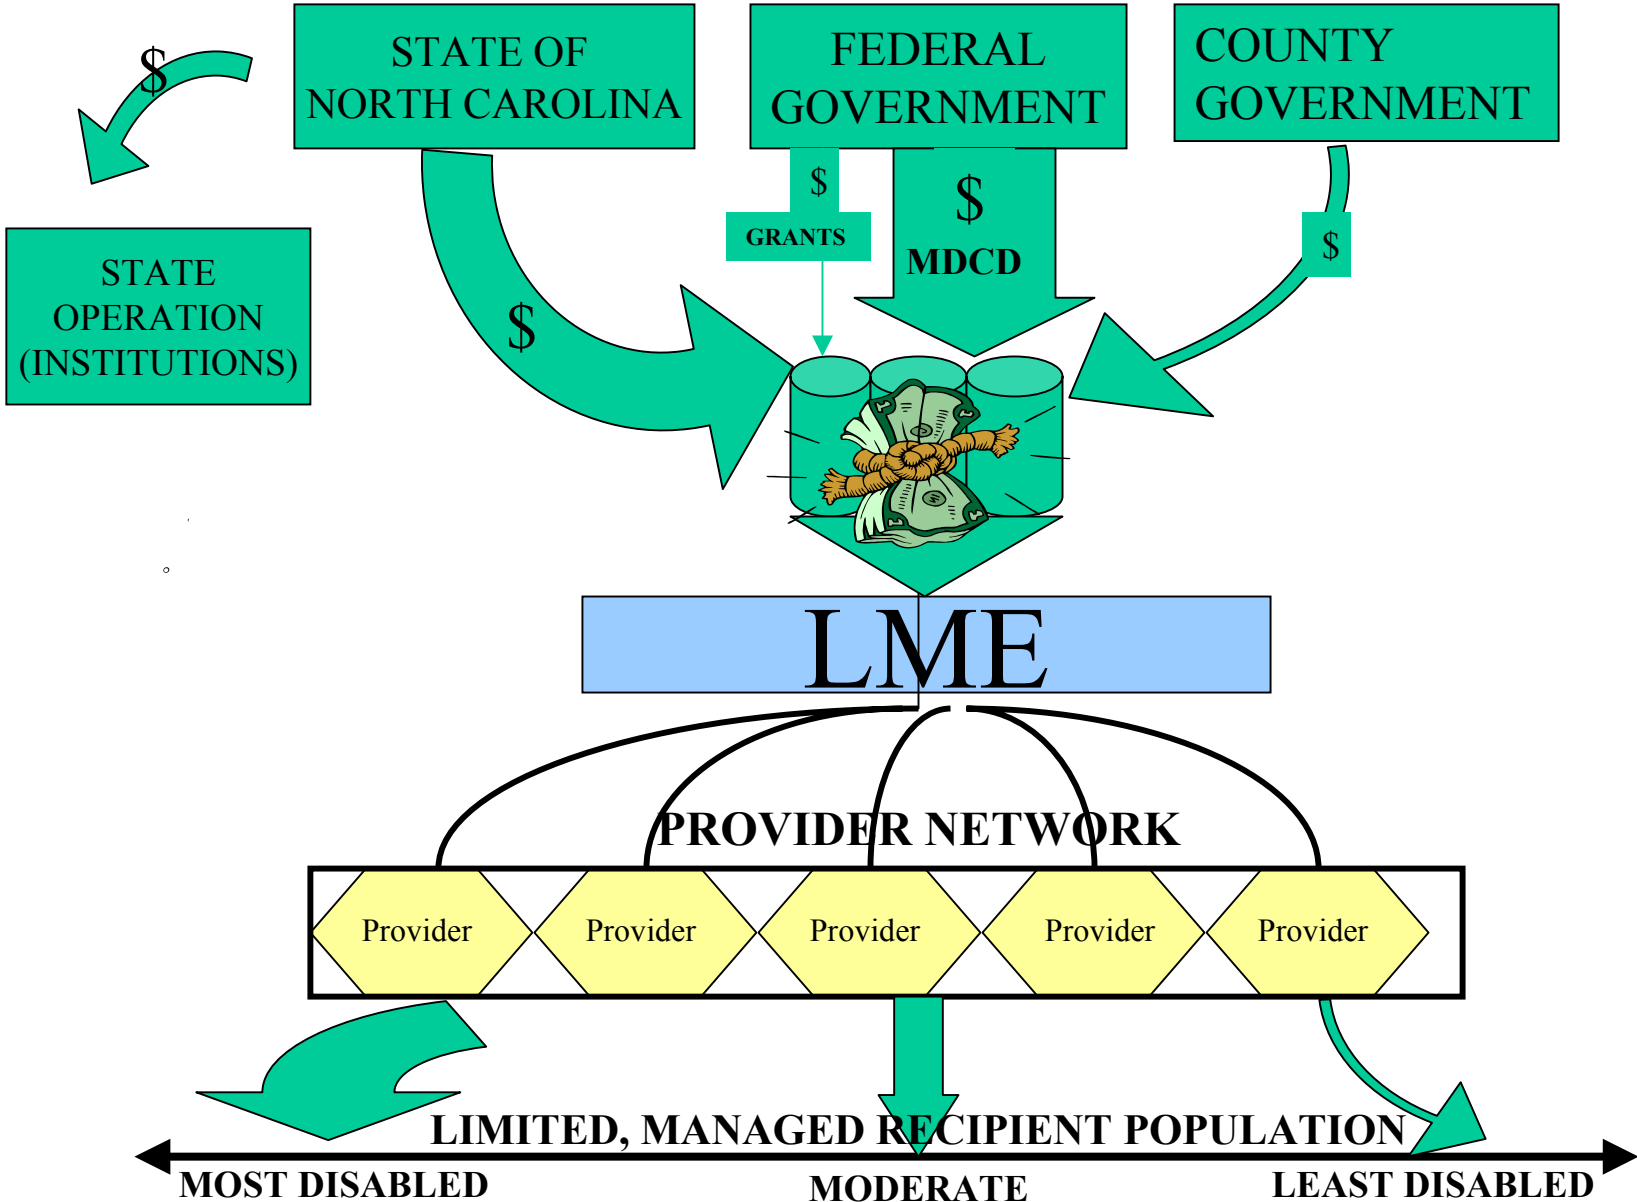 $
STATE OF
NORTH CAROLINA
FEDERAL
GOVERNMENT
COUNTY
GOVERNMENT
$
GRANTS
$
MDCD
$
$
STATE
OPERATION
(INSTITUTIONS)
LME
PROVIDER NETWORK
Provider
Provider
Provider
Provider
Provider
LIMITED, MANAGED RECIPIENT POPULATION
MOST DISABLED
MODERATE
LEAST DISABLED